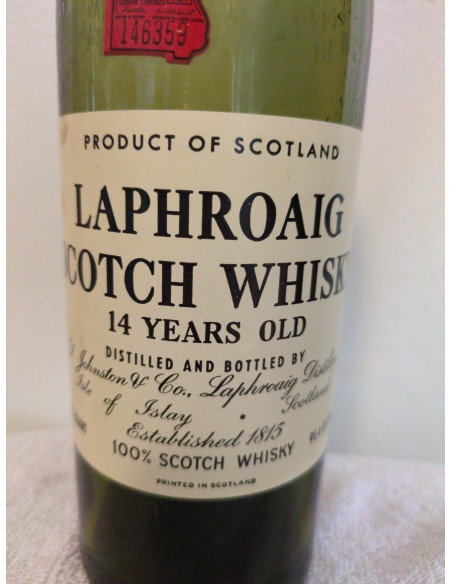 146359
PRODUCT OF SCOTLAND
LAPHROAIG
SCOTCH WHISK
14 YEARS OLD
DISTILLED AND BOTTLED BY
Johnston & Co., Laphroaig
Isle of Islay • Scotland
Established 1815
100% SCOTCH WHISKY
PRINTED IN SCOTLAND